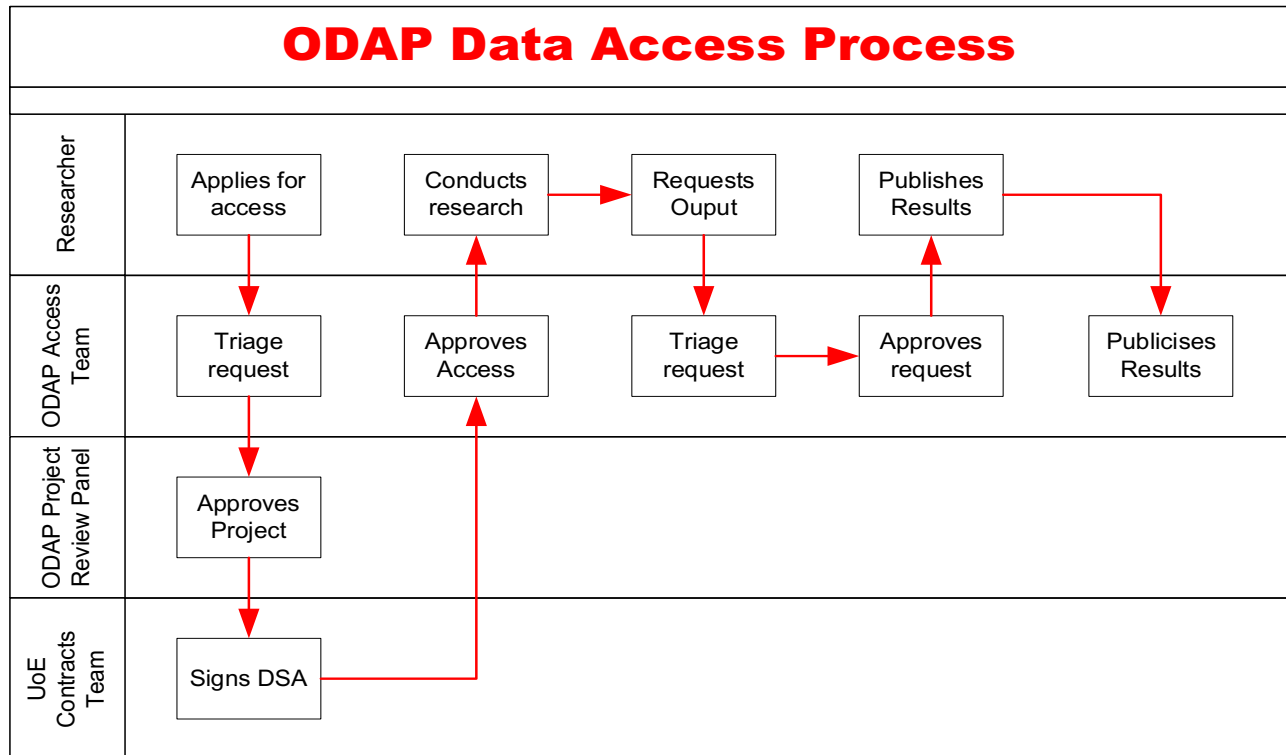 ODAP Data Access Process
Researcher
Applies for
access
Conducts
research
Requests
Ouput
Publishes
Results
ODAP Access
Team
Triage
request
Approves
Access
Triage
request
Approves
request
Publicises
Results
ODAP Project
Review Panel
Approves
Project
UoE
Contracts
Team
Signs DSA